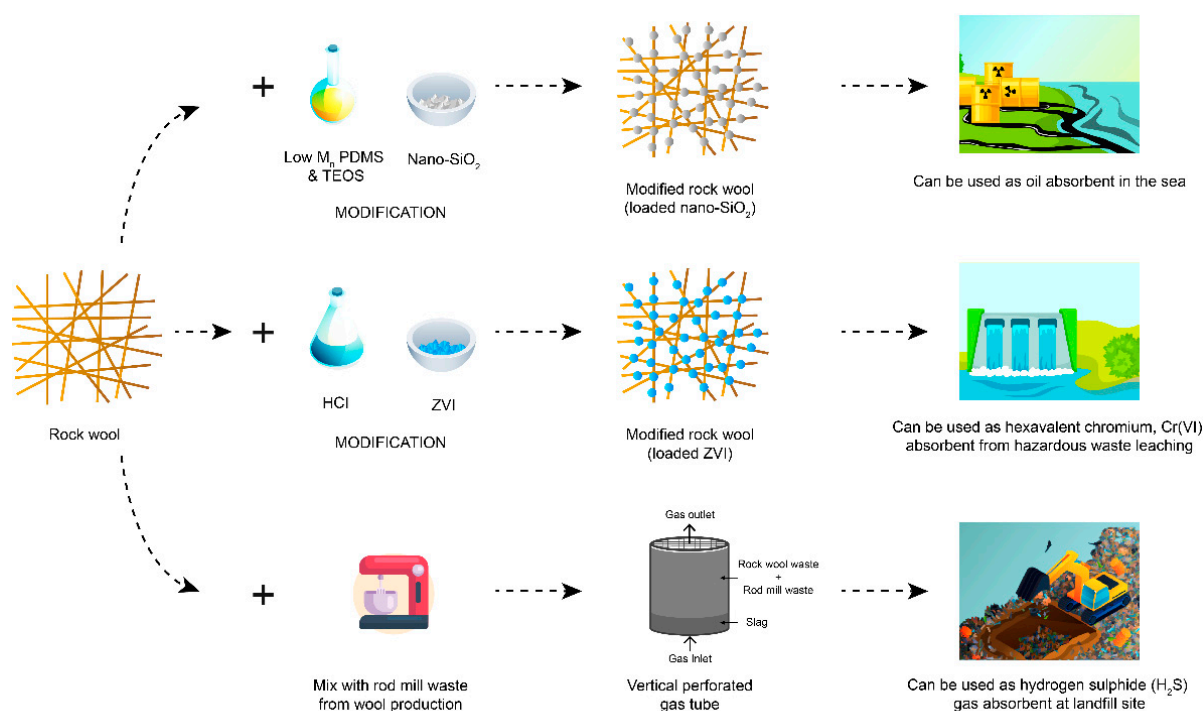 +
Low Mn PDMS
& TEOS
Nano-SiO2
MODIFICATION
Modified rock wool
(loaded nano-SiO2)
Can be used as oil absorbent in the sea
Rock wool
+
HCl
ZVI
MODIFICATION
Modified rock wool
(loaded ZVI)
Can be used as hexavalent chromium, Cr(VI)
absorbent from hazardous waste leaching
+
Mix with rod mill waste
from wool production
Gas outlet
Rock wool waste
+
Rod mill waste
Slag
Gas Inlet
Vertical perforated
gas tube
Can be used as hydrogen sulphide (H2S)
gas absorbent at landfill site